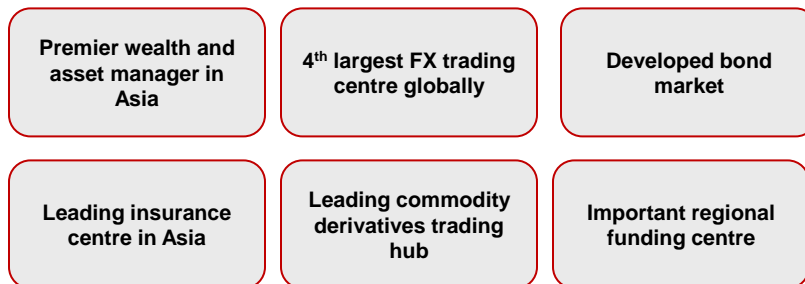 Premier wealth and
asset manager in
Asia
4th largest FX trading
centre globally
Developed bond
market
Leading insurance
centre in Asia
Leading commodity
derivatives trading
hub
Important regional
funding centre